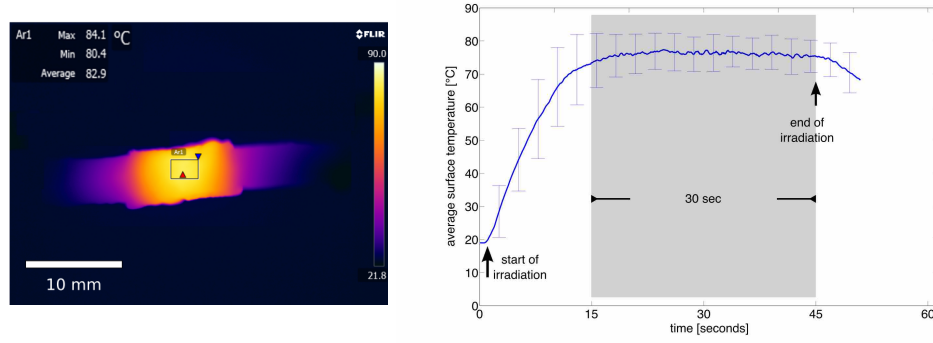 Ar1 Max 84.1 °C
Min 80.4
Average 82.9
FLIR
90.0
Ar1
21.8
10 mm
average surface temperature [°C]
90
80
70
60
50
40
30
20
10
0
0 15 30 45 60
time [seconds]
start of
irradiation
30 sec
end of
irradiation